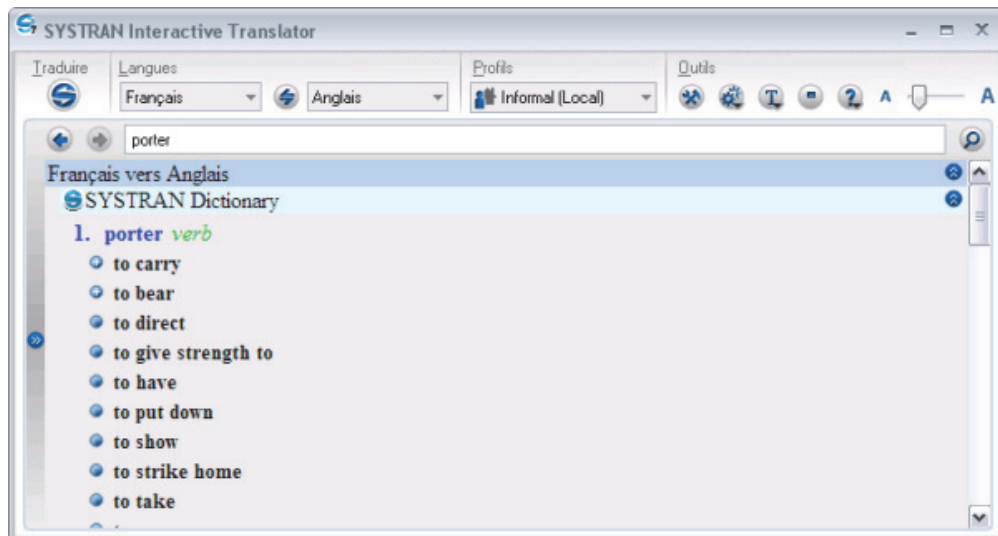 SYSTRAN Interactive Translator
Traduire Langues Profils Outils
Français Anglais Informal (Local) A A
porter
Français vers Anglais
SYSTRAN Dictionary
1. porter verb
to carry
to bear
to direct
to give strength to
to have
to put down
to show
to strike home
to take